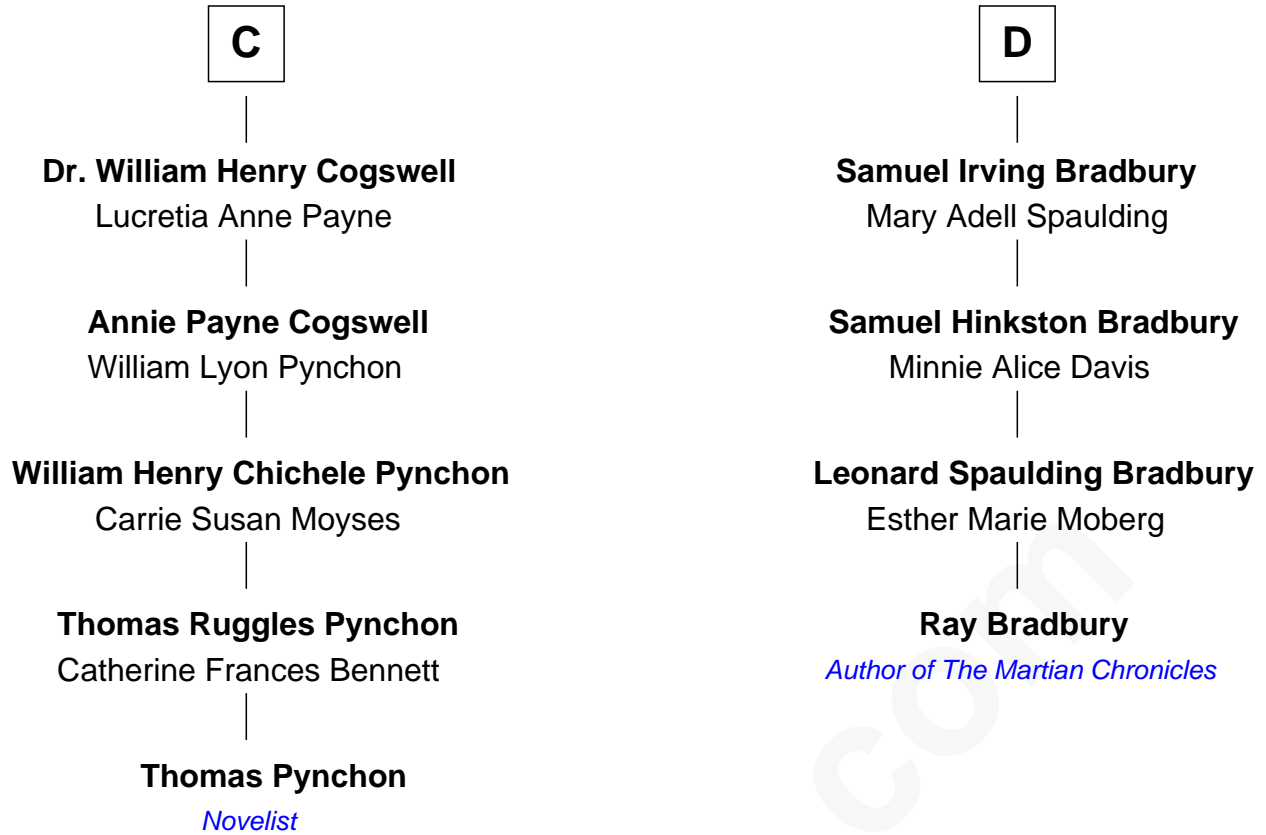 C
Dr. William Henry Cogswell
Lucretia Anne Payne
Annie Payne Cogswell
William Lyon Pynchon
William Henry Chichele Pynchon
Carrie Susan Moyses
Thomas Ruggles Pynchon
Catherine Frances Bennett
Thomas Pynchon
Novelist
D
Samuel Irving Bradbury
Mary Adell Spaulding
Samuel Hinkston Bradbury
Minnie Alice Davis
Leonard Spaulding Bradbury
Esther Marie Moberg
Ray Bradbury
Author of The Martian Chronicles
com